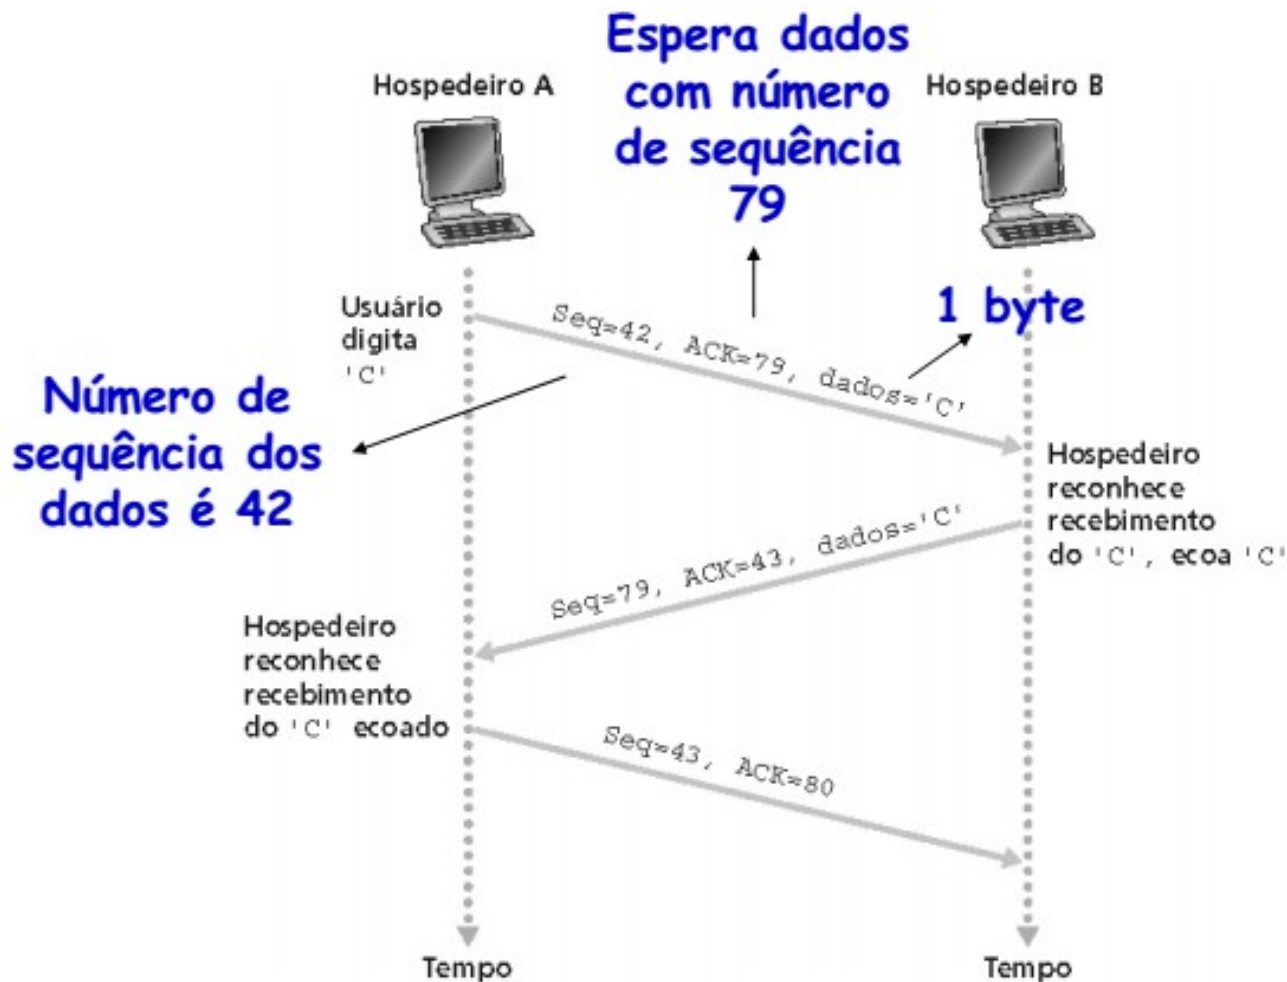 Espera dados
com número
de sequência
79
Hospedeiro A
Hospedeiro B
Usuário
digita
'C'
1 byte
Seq=42, ACK=79, dados='C'
Número de
sequência dos
dados é 42
Hospedeiro
reconhece
recebimento
do 'C', ecoa 'C'
Seq=79, ACK=43, dados='C'
Hospedeiro
reconhece
recebimento
do 'C' ecoado
Seq=43, ACK=80
Tempo
Tempo